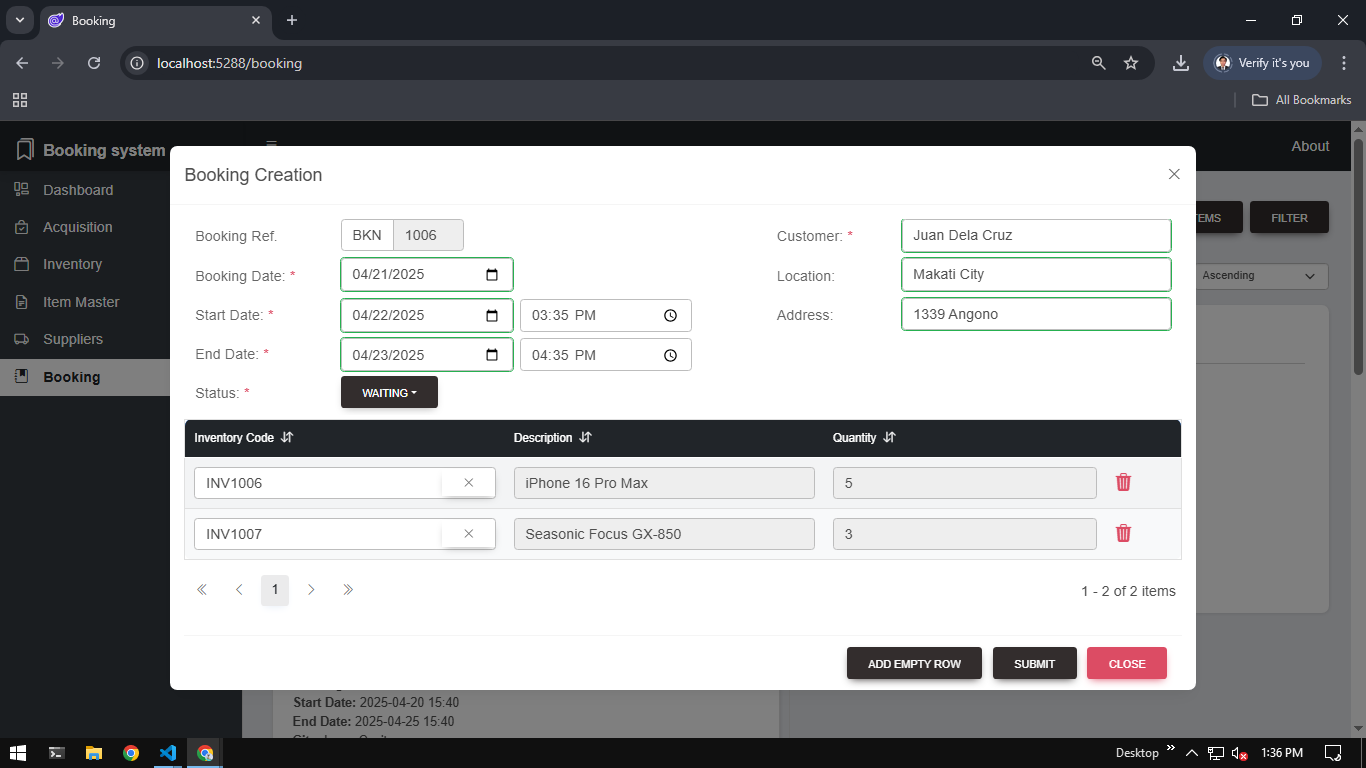 Booking
localhost:5288/booking
Verify it's you
All Bookmarks
Booking system
About
Dashboard
Acquisition
Inventory
Item Master
Suppliers
Booking
FILTER
Ascending
Booking Creation
Booking Ref.
BKN 1006
Customer: * Juan Dela Cruz
Booking Date: * 04/21/2025
Location: Makati City
Start Date: * 04/22/2025 03:35 PM
Address: 1339 Angono
End Date: * 04/23/2025 04:35 PM
Status: * WAITING
Inventory Code Description Quantity
INV1006 iPhone 16 Pro Max 5
INV1007 Seasonic Focus GX-850 3
1
1 - 2 of 2 items
ADD EMPTY ROW SUBMIT CLOSE
Start Date: 2025-04-20 15:40
End Date: 2025-04-25 15:40
Desktop
1:36 PM